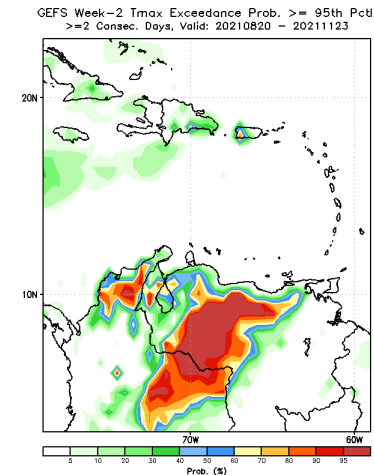 GEFS Week-2 Tmax Exceedance Prob. >= 95th Pctl
>=2 Consec. Days, Valid: 20210820 - 20211123
20N
10N
70W 60W
5 10 20 30 40 50 60 70 80 90 95
Prob. (%)